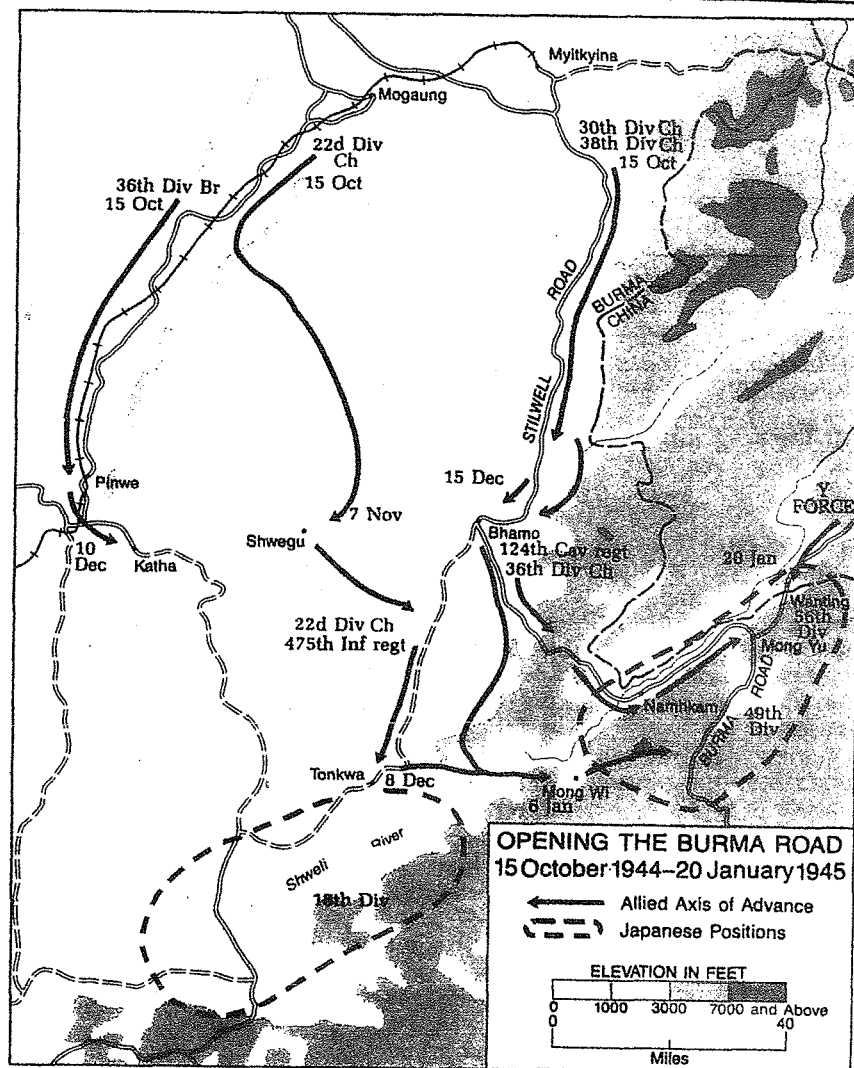 Myitkyina
Mogaung
22d Div
Ch
15 Oct
30th Div Ch
38th Div Ch
15 Oct
36th Div Br
15 Oct
STILWELL ROAD
BURMA
CHINA
Pinwe
15 Dec
Y
FORCE
7 Nov
Shwegu
Bhamo
10
Dec
Katha
124th Cav regt
36th Div Ch
20 Jan
Wanting
56th
Div
Mong Yu
22d Div Ch
475th Inf regt
Namhkam
49th
Div
BURMA ROAD
Tonkwa
8 Dec
Mong Wi
6 Jan
Shweli River
18th Div
OPENING THE BURMA ROAD
15 October 1944–20 January 1945
Allied Axis of Advance
Japanese Positions
ELEVATION IN FEET
0 1000 3000 7000 and Above
0 40
Miles